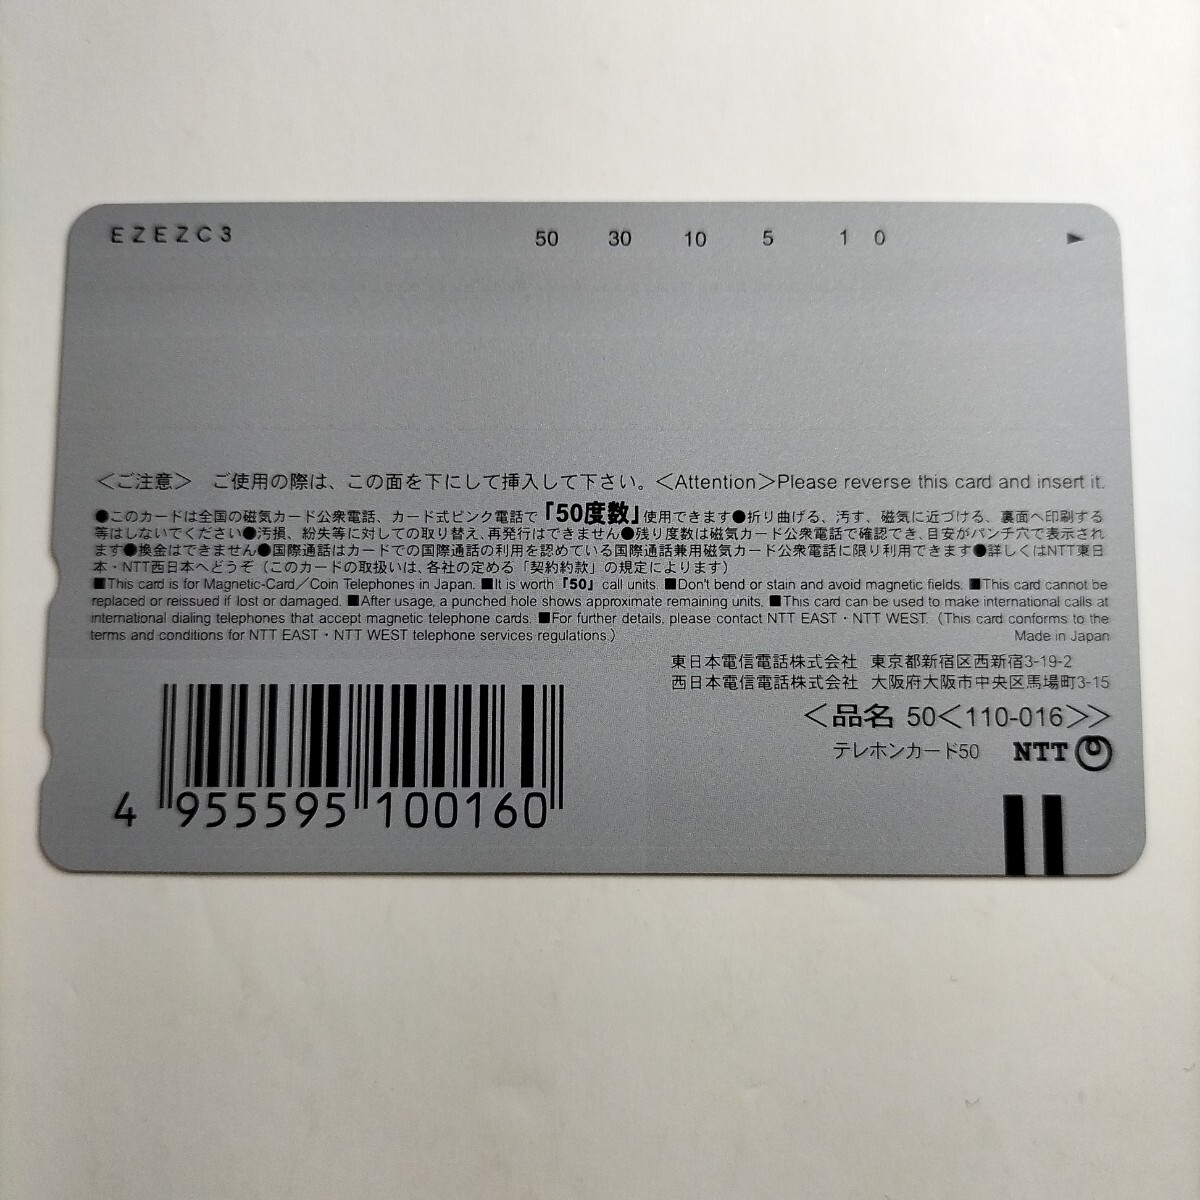 EZEZC3 50 30 10 5 1 0 ▶
＜ご注意＞ ご使用の際は、この面を下にして挿入して下さい。＜Attention＞Please reverse this card and insert it.
●このカードは全国の磁気カード公衆電話、カード式ピンク電話で「50度数」使用できます●折り曲げる、汚す、磁気に近づける、裏面へ印刷する
等はしないでください●汚損、紛失等に対しての取り替え、再発行はできません●残り度数は磁気カード公衆電話で確認でき、目安がパンチ穴で表示され
ます●換金はできません●国際通話はカードでの国際通話の利用を認めている国際通話兼用磁気カード公衆電話に限り利用できます●詳しくはNTT東日
本・NTT西日本へどうぞ（このカードの取扱いは、各社の定める「契約約款」の規定によります）
■This card is for Magnetic-Card／Coin Telephones in Japan. ■It is worth「50」call units. ■Don't bend or stain and avoid magnetic fields. ■This card cannot be
replaced or reissued if lost or damaged. ■After usage, a punched hole shows approximate remaining units. ■This card can be used to make international calls at
international dialing telephones that accept magnetic telephone cards. ■For further details, please contact NTT EAST・NTT WEST.（This card conforms to the
terms and conditions for NTT EAST・NTT WEST telephone services regulations.） Made in Japan
東日本電信電話株式会社 東京都新宿区西新宿3-19-2
西日本電信電話株式会社 大阪府大阪市中央区馬場町3-15
＜品名 50＜110-016＞＞
テレホンカード50 NTT
4 955595 100160